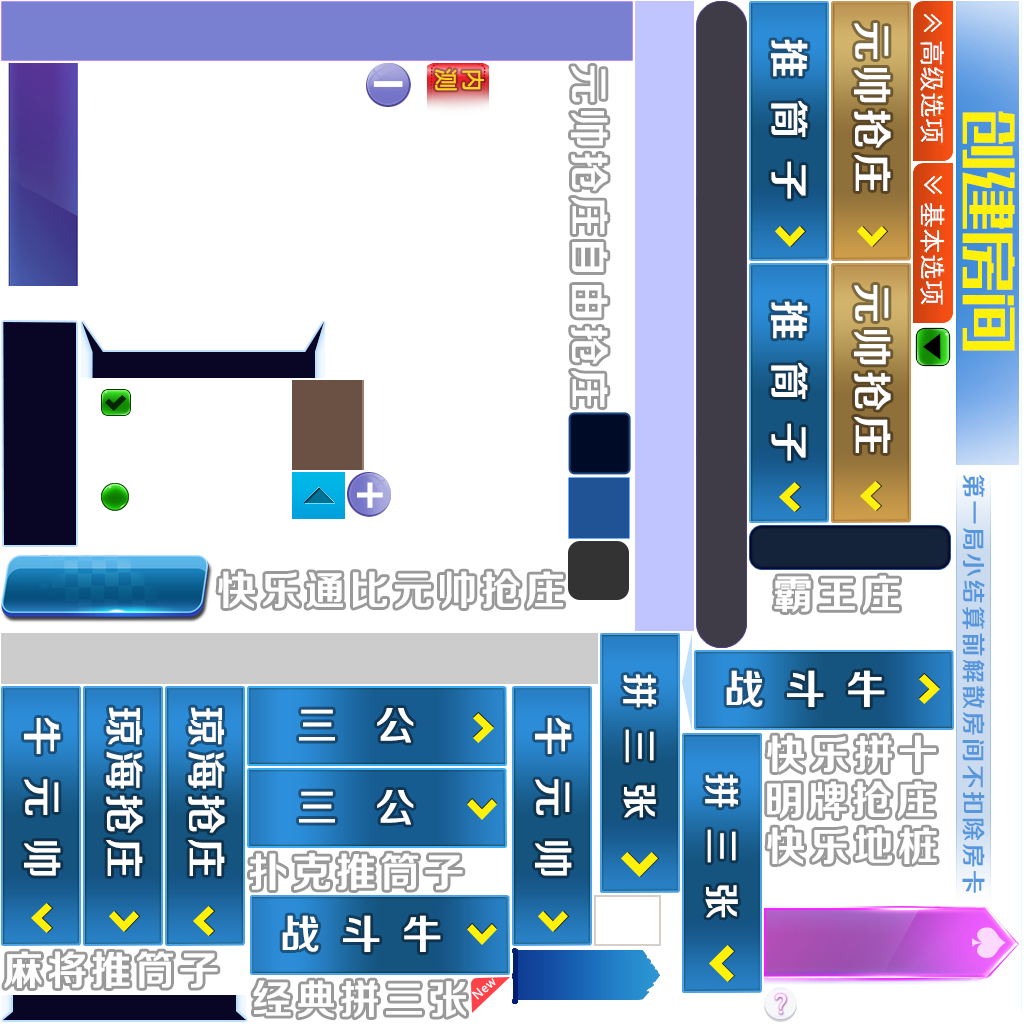 内测
元帅抢庄自由抢庄
推筒子
元帅抢庄
高级选项
创建房间
基本选项
推筒子
元帅抢庄
第一局小结算前解散房间不扣除房卡
快乐通比元帅抢庄
霸王庄
战斗牛
拼三张
牛元帅
琼海抢庄
琼海抢庄
三公
牛元帅
拼三张
快乐拼十
明牌抢庄
快乐地桩
三公
扑克推筒子
战斗牛
麻将推筒子
经典拼三张
New
?